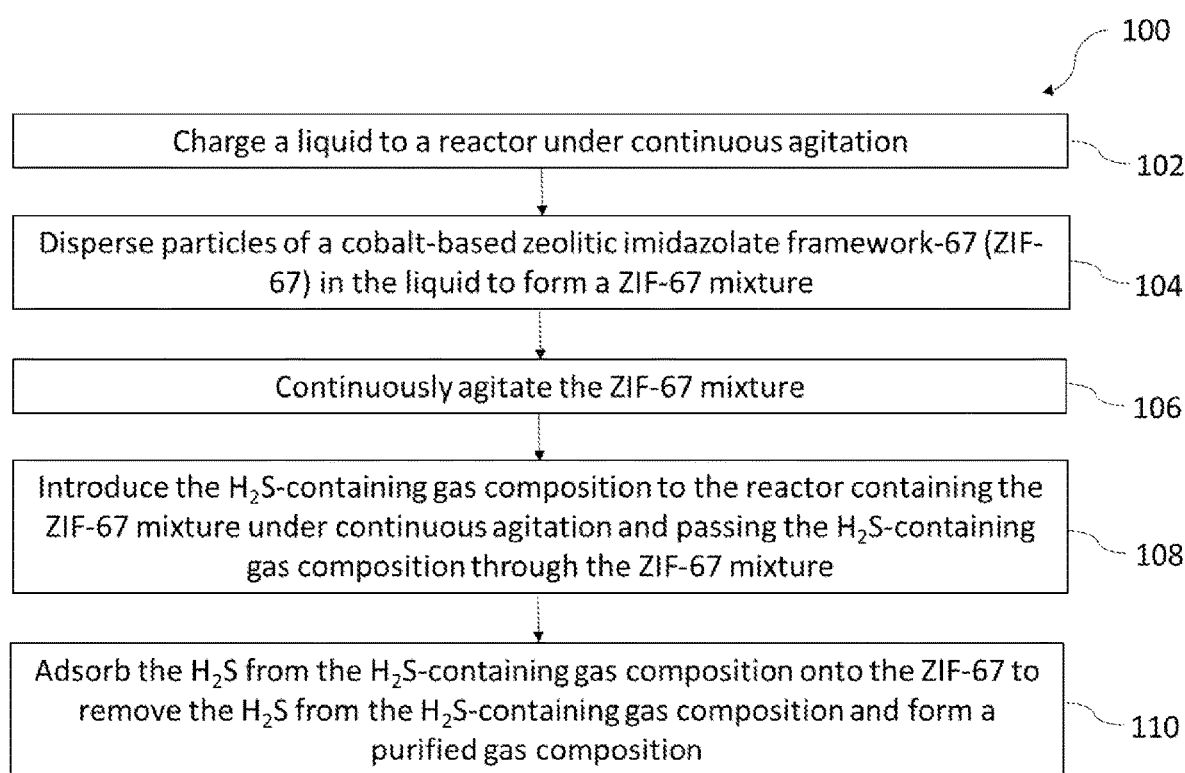 100
Charge a liquid to a reactor under continuous agitation
102
Disperse particles of a cobalt-based zeolitic imidazolate framework-67 (ZIF-
67) in the liquid to form a ZIF-67 mixture
104
Continuously agitate the ZIF-67 mixture
106
Introduce the H₂S-containing gas composition to the reactor containing the
ZIF-67 mixture under continuous agitation and passing the H₂S-containing
gas composition through the ZIF-67 mixture
108
Adsorb the H₂S from the H₂S-containing gas composition onto the ZIF-67 to
remove the H₂S from the H₂S-containing gas composition and form a
purified gas composition
110